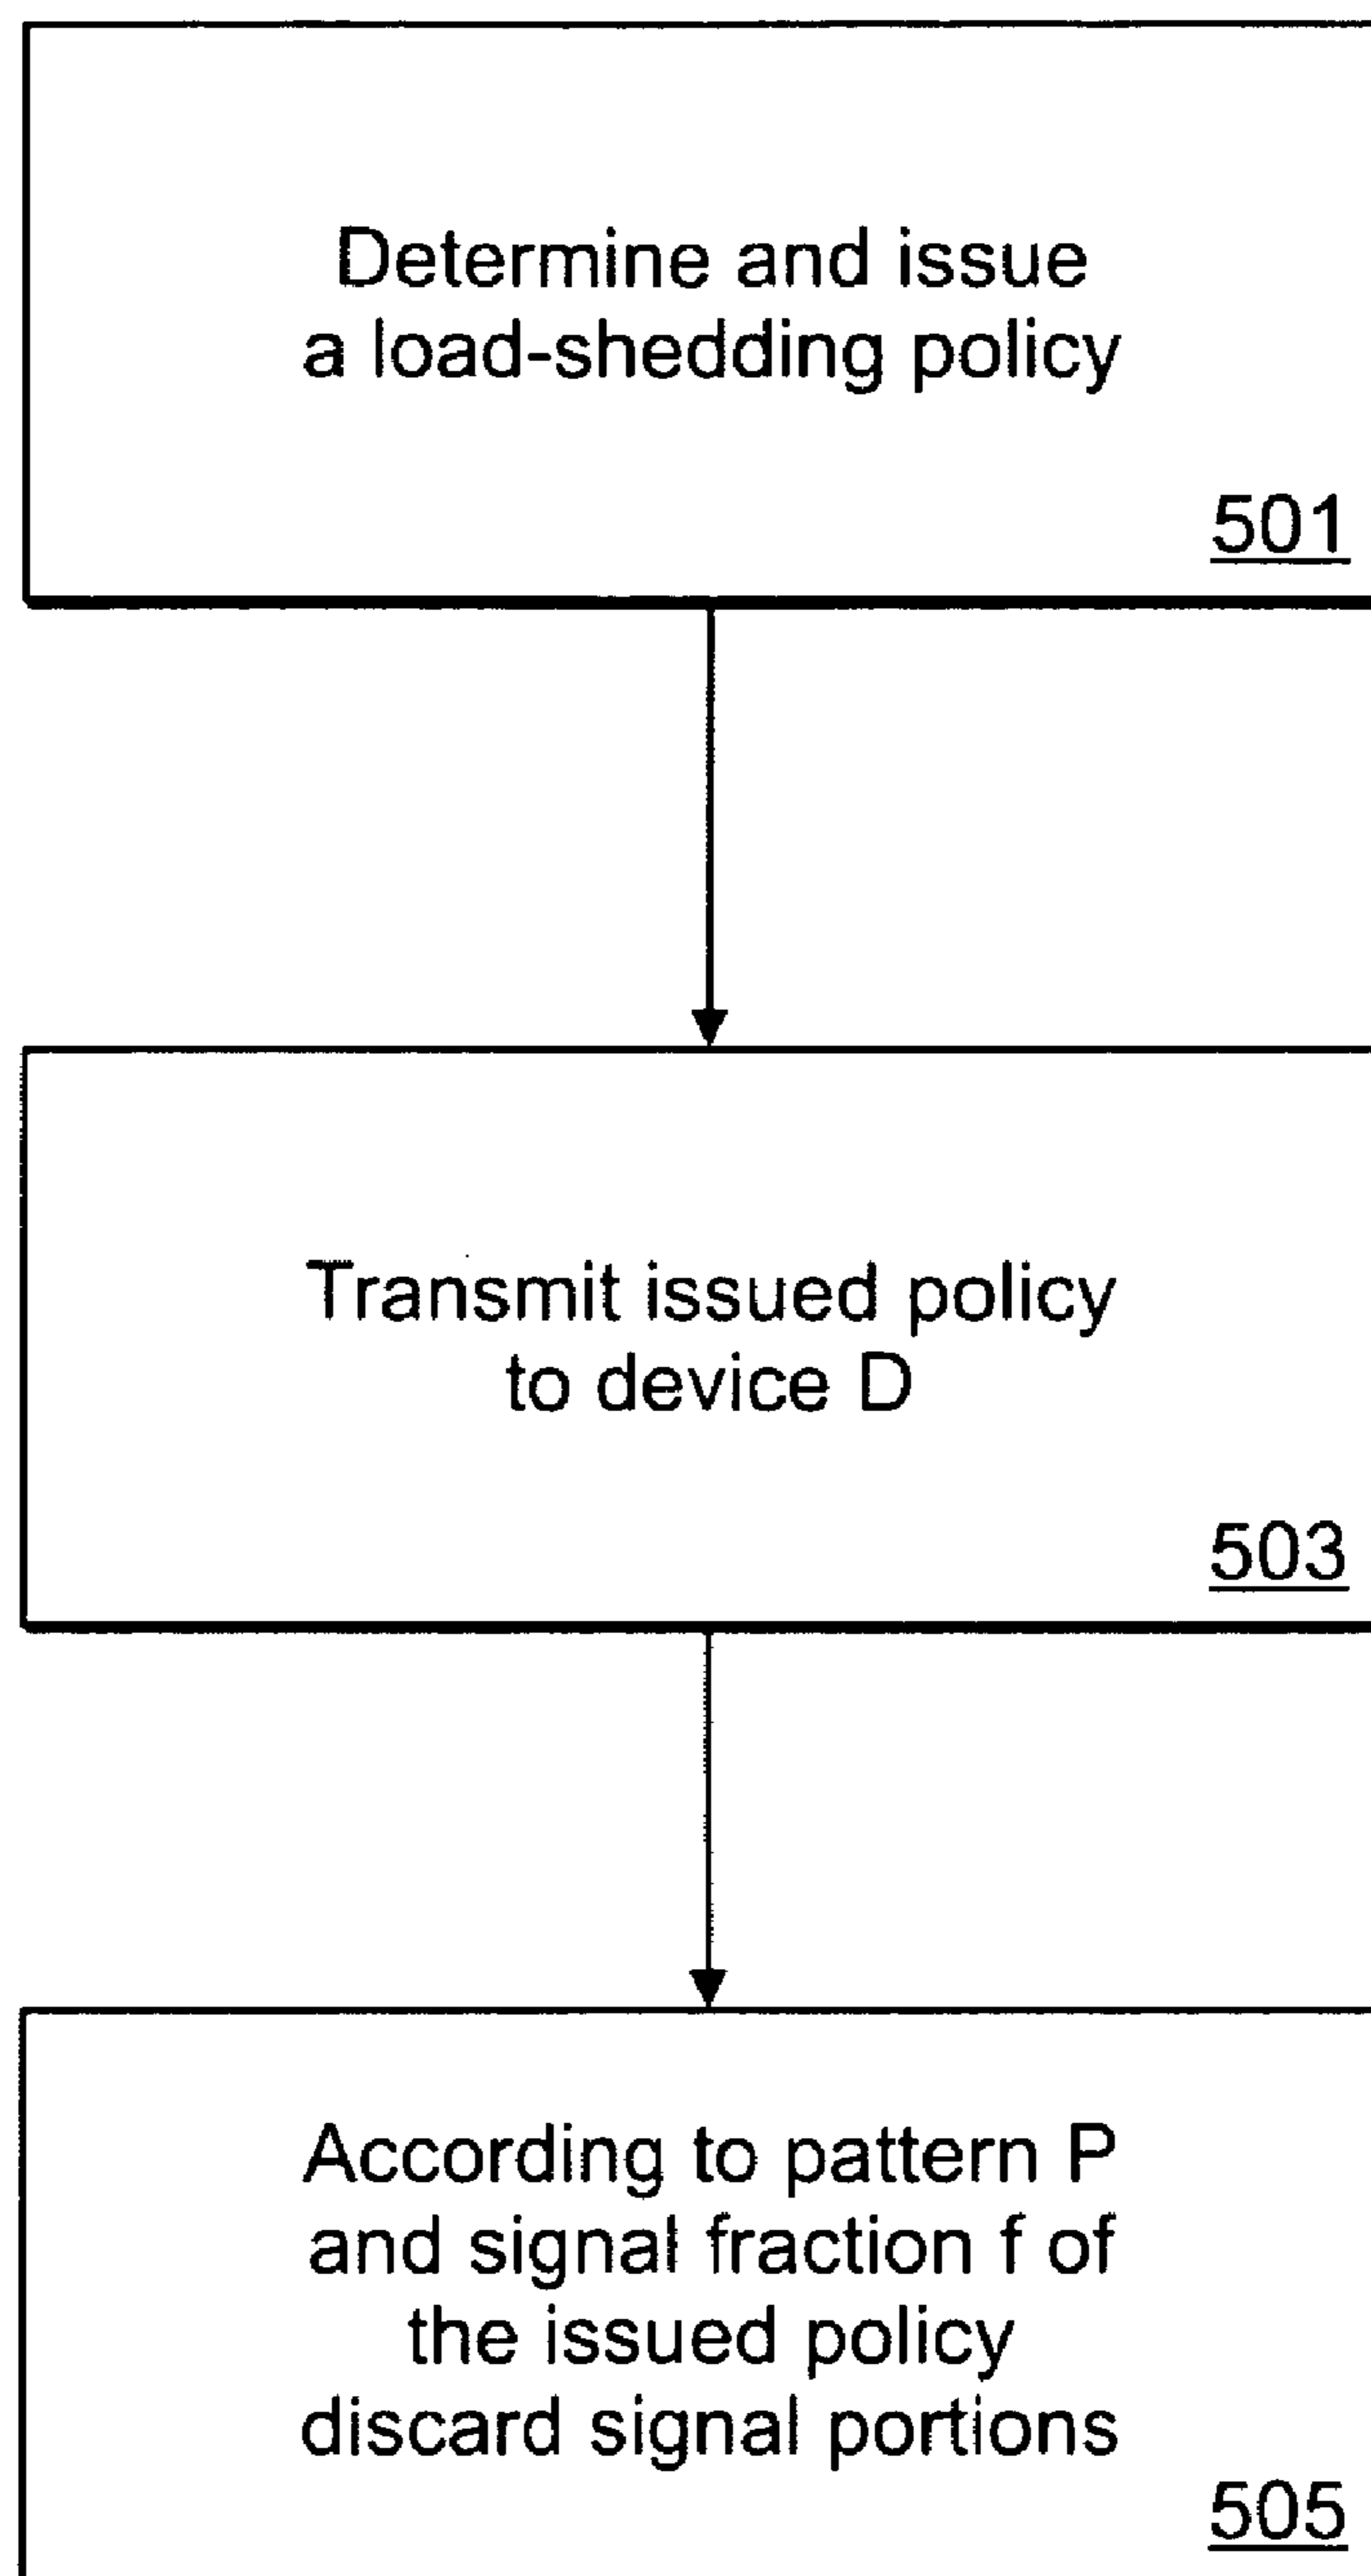 Determine and issue
a load-shedding policy
501
Transmit issued policy
to device D
503
According to pattern P
and signal fraction f of
the issued policy
discard signal portions
505